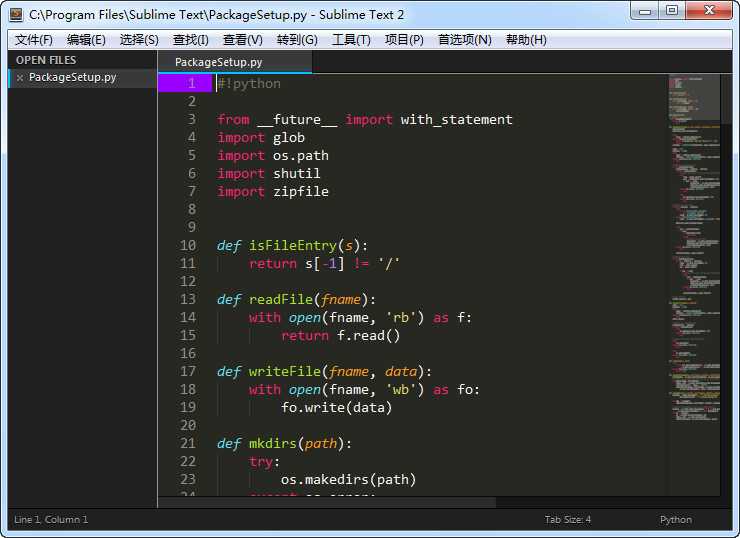 C:\Program Files\Sublime Text\PackageSetup.py - Sublime Text 2
文件(F) 编辑(E) 选择(S) 查找(I) 查看(V) 转到(G) 工具(T) 项目(P) 首选项(N) 帮助(H)
OPEN FILES
PackageSetup.py
PackageSetup.py
1 #!python
2
3 from __future__ import with_statement
4 import glob
5 import os.path
6 import shutil
7 import zipfile
8
9
10 def isFileEntry(s):
11     return s[-1] != '/'
12
13 def readFile(fname):
14     with open(fname, 'rb') as f:
15         return f.read()
16
17 def writeFile(fname, data):
18     with open(fname, 'wb') as fo:
19         fo.write(data)
20
21 def mkdirs(path):
22     try:
23         os.makedirs(path)
24     except os.error:
Line 1, Column 1
Tab Size: 4
Python